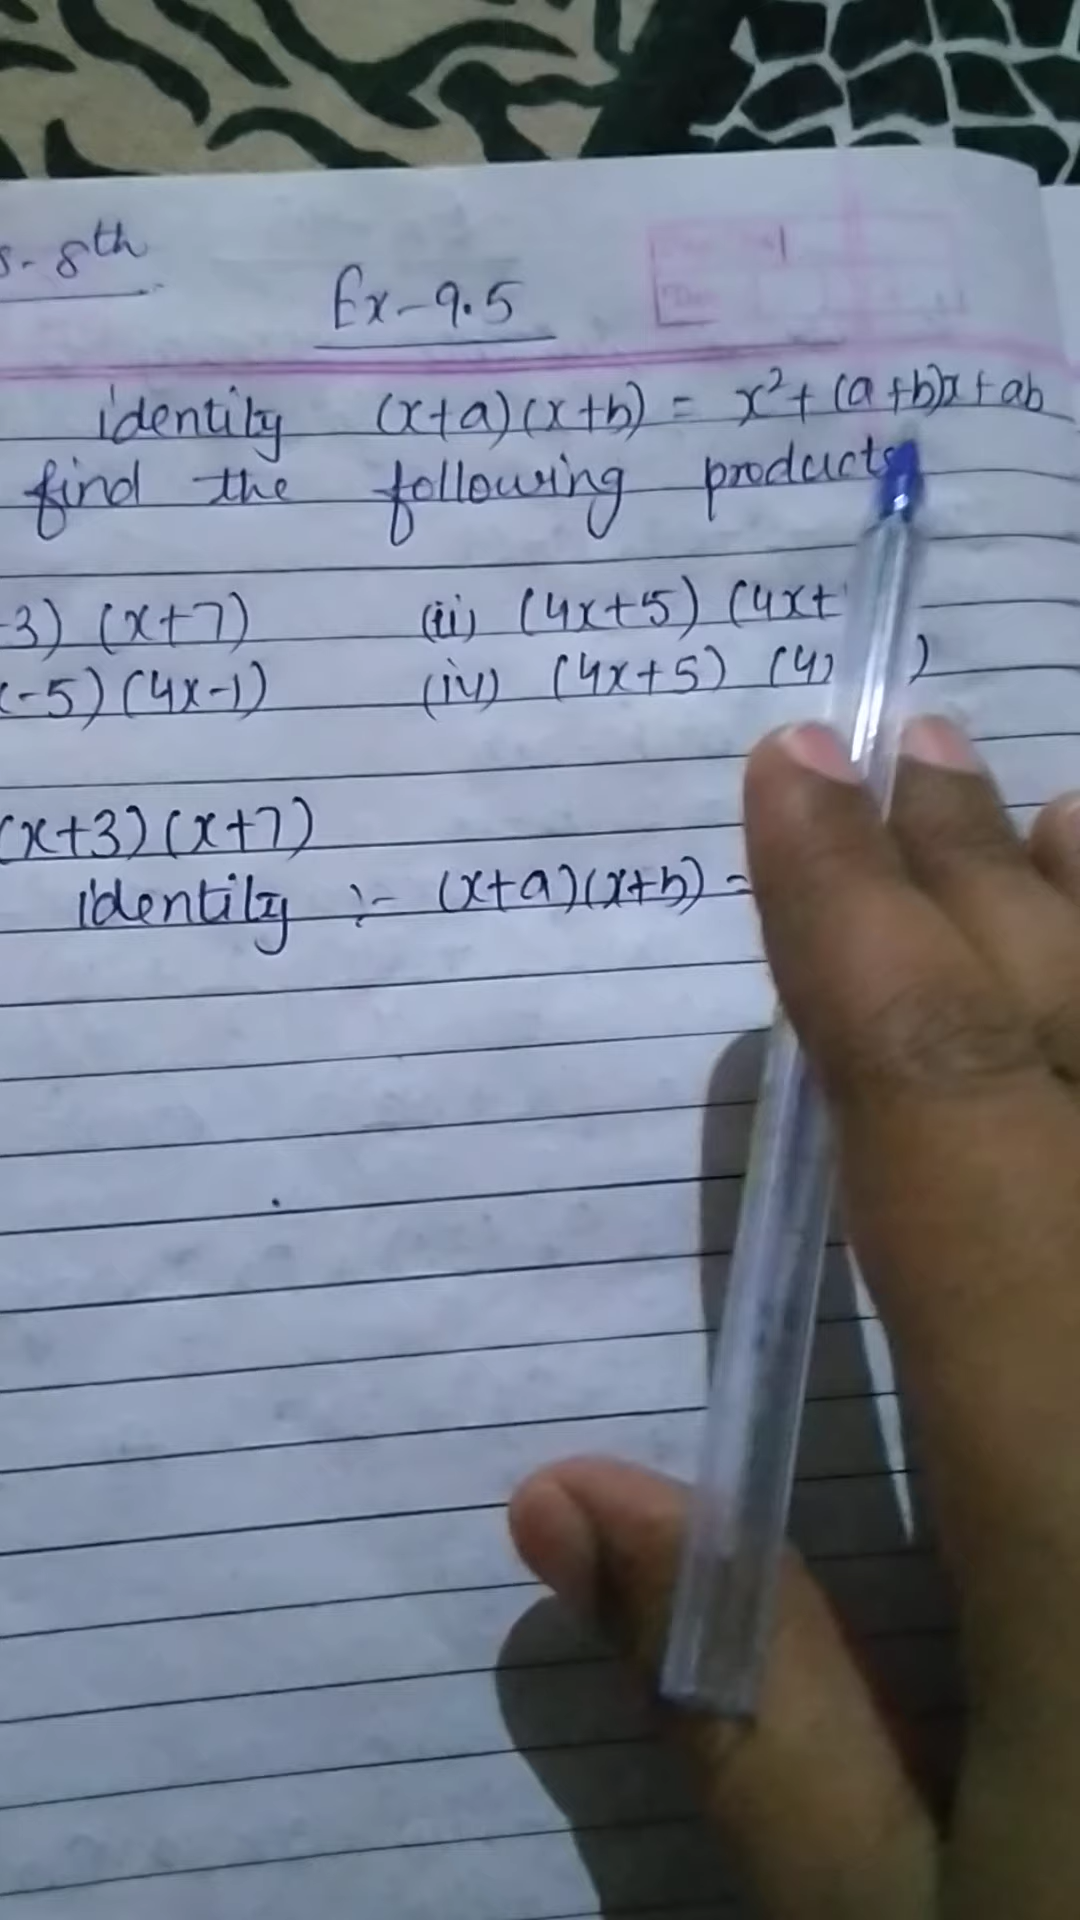 8th
Ex-9.5
identity (x+a)(x+b) = x²+(a+b)x+ab
find the following products
3) (x+7) (ii) (4x+5) (4x+
-5) (4x-1) (iv) (4x+5) (4x )
(x+3)(x+7)
identity :- (x+a)(x+b) =